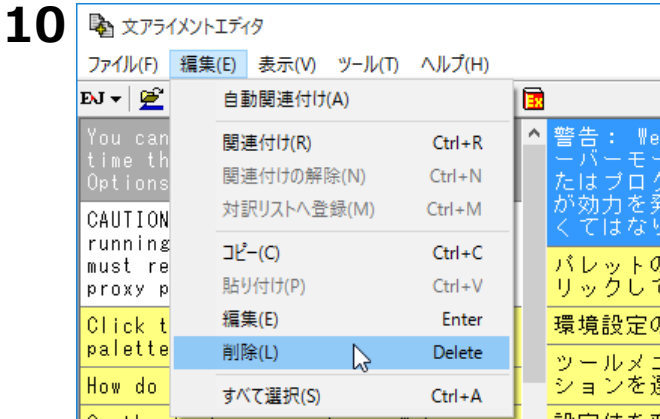 10
文アライメントエディタ
ファイル(F) 編集(E) 表示(V) ツール(T) ヘルプ(H)
EJ
自動関連付け(A)
関連付け(R) Ctrl+R
関連付けの解除(N) Ctrl+N
対訳リストへ登録(M) Ctrl+M
コピー(C) Ctrl+C
貼り付け(P) Ctrl+V
編集(E) Enter
削除(L) Delete
すべて選択(S) Ctrl+A
You can
time th
Options
CAUTION
running
must re
proxy p
Click t
palette
How do
警告： We
ーバーモー
たはプログ
が効力を発
くてはなり
パレットの
リックして
環境設定の
ツールメニ
ションを選